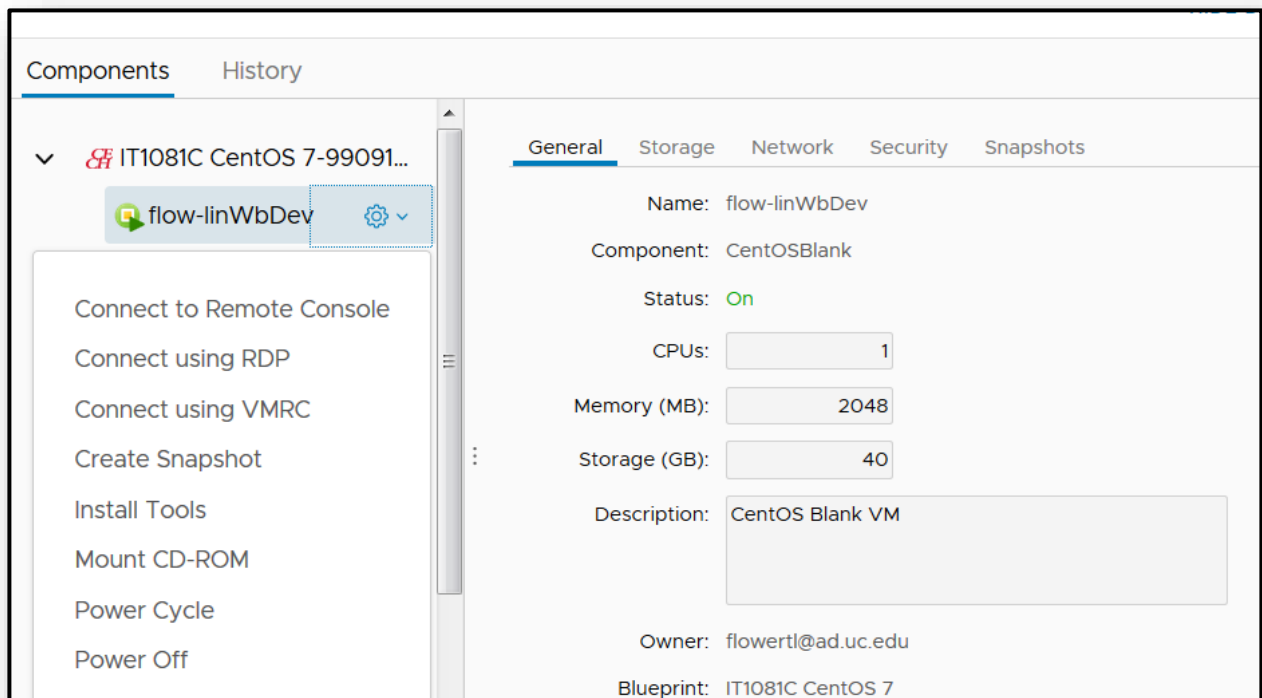 Components History
IT1081C CentOS 7-99091...
flow-linWbDev
Connect to Remote Console
Connect using RDP
Connect using VMRC
Create Snapshot
Install Tools
Mount CD-ROM
Power Cycle
Power Off
General Storage Network Security Snapshots
Name: flow-linWbDev
Component: CentOSBlank
Status: On
CPUs: 1
Memory (MB): 2048
Storage (GB): 40
Description: CentOS Blank VM
Owner: flowertl@ad.uc.edu
Blueprint: IT1081C CentOS 7